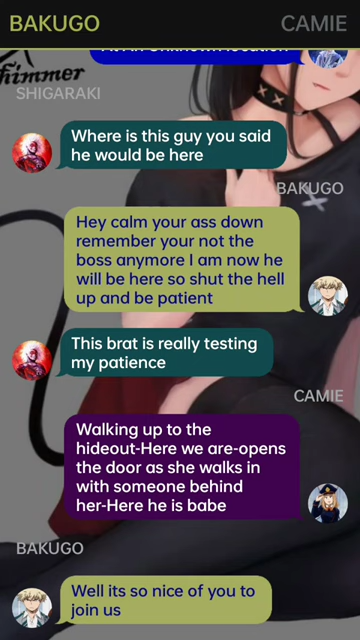 BAKUGO
CAMIE
himmer
SHIGARAKI
Where is this guy you said
he would be here
BAKUGO
Hey calm your ass down
remember your not the
boss anymore I am now he
will be here so shut the hell
up and be patient
This brat is really testing
my patience
CAMIE
Walking up to the
hideout-Here we are-opens
the door as she walks in
with someone behind
her-Here he is babe
BAKUGO
Well its so nice of you to
join us